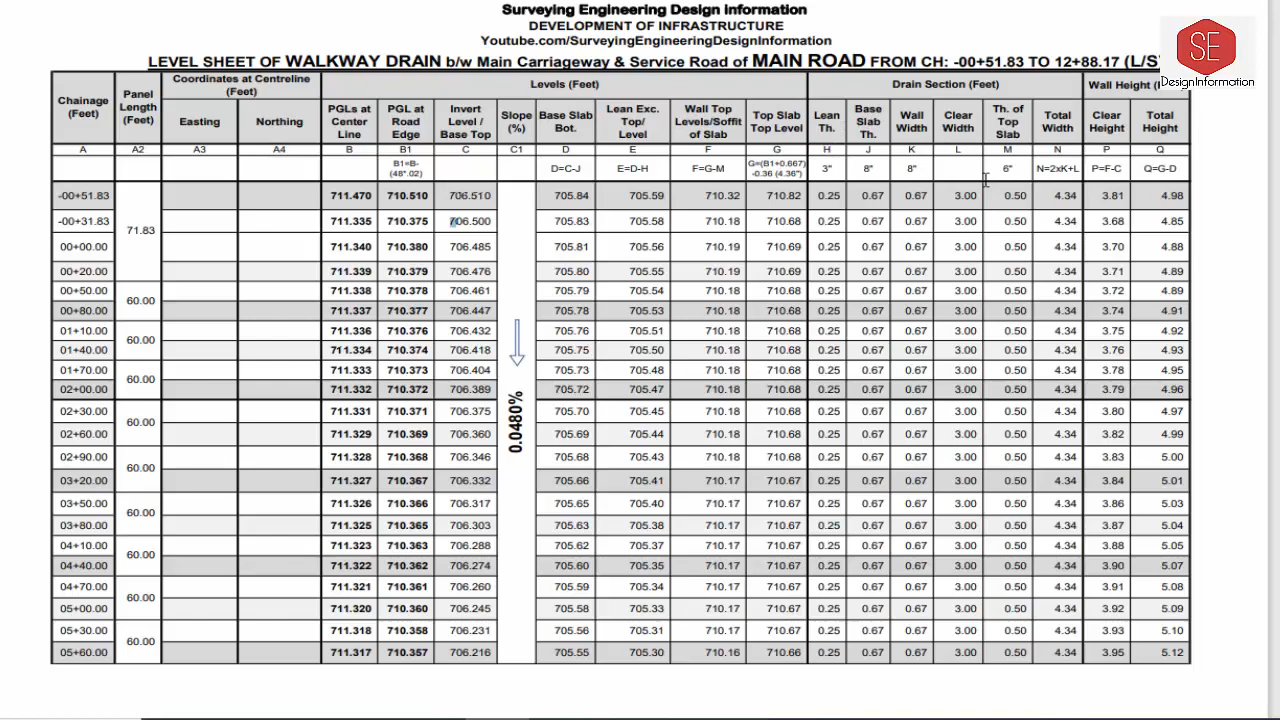 Surveying Engineering Design information
DEVELOPMENT OF INFRASTRUCTURE
Youtube.com/SurveyingEngineeringDesignInformation
LEVEL SHEET OF WALKWAY DRAIN b/w Main Carriageway & Service Road of MAIN ROAD FROM CH: -00+51.83 TO 12+88.17 (L/S
SE
Design Information
Chainage (Feet) Panel Length (Feet) Coordinates at Centreline (Feet) Levels (Feet) Drain Section (Feet) Wall Height (F
Easting Northing PGLs at Center Line PGL at Road Edge Invert Level / Base Top Slope (%) Base Slab Bot. Lean Exc. Top/ Level Wall Top Levels/Soffit of Slab Top Slab Top Level Lean Th. Base Slab Th. Wall Width Clear Width Th. of Top Slab Total Width Clear Height Total Height
A A2 A3 A4 B B1 C C1 D E F G H J K L M N P Q
B1=B-(48*.02) D=C-J E=D-H F=G-M G=(B1+0.667)-0.36 (4.36") 3" 8" 8" 6" N=2xK+L P=F-C Q=G-D
-00+51.83 711.470 710.510 706.510 705.84 705.59 710.32 710.82 0.25 0.67 0.67 3.00 0.50 4.34 3.81 4.98
-00+31.83 711.335 710.375 706.500 705.83 705.58 710.18 710.68 0.25 0.67 0.67 3.00 0.50 4.34 3.68 4.85
71.83
00+00.00 711.340 710.380 706.485 705.81 705.56 710.19 710.69 0.25 0.67 0.67 3.00 0.50 4.34 3.70 4.88
00+20.00 711.339 710.379 706.476 705.80 705.55 710.19 710.69 0.25 0.67 0.67 3.00 0.50 4.34 3.71 4.89
00+50.00 711.338 710.378 706.461 705.79 705.54 710.18 710.68 0.25 0.67 0.67 3.00 0.50 4.34 3.72 4.89
60.00
00+80.00 711.337 710.377 706.447 705.78 705.53 710.18 710.68 0.25 0.67 0.67 3.00 0.50 4.34 3.74 4.91
01+10.00 711.336 710.376 706.432 705.76 705.51 710.18 710.68 0.25 0.67 0.67 3.00 0.50 4.34 3.75 4.92
60.00
01+40.00 711.334 710.374 706.418 705.75 705.50 710.18 710.68 0.25 0.67 0.67 3.00 0.50 4.34 3.76 4.93
01+70.00 711.333 710.373 706.404 705.73 705.48 710.18 710.68 0.25 0.67 0.67 3.00 0.50 4.34 3.78 4.95
60.00
02+00.00 711.332 710.372 706.389 705.72 705.47 710.18 710.68 0.25 0.67 0.67 3.00 0.50 4.34 3.79 4.96
02+30.00 711.331 710.371 706.375 705.70 705.45 710.18 710.68 0.25 0.67 0.67 3.00 0.50 4.34 3.80 4.97
60.00 0.0480%
02+60.00 711.329 710.369 706.360 705.69 705.44 710.18 710.68 0.25 0.67 0.67 3.00 0.50 4.34 3.82 4.99
02+90.00 711.328 710.368 706.346 705.68 705.43 710.18 710.68 0.25 0.67 0.67 3.00 0.50 4.34 3.83 5.00
60.00
03+20.00 711.327 710.367 706.332 705.66 705.41 710.17 710.67 0.25 0.67 0.67 3.00 0.50 4.34 3.84 5.01
03+50.00 711.326 710.366 706.317 705.65 705.40 710.17 710.67 0.25 0.67 0.67 3.00 0.50 4.34 3.86 5.03
60.00
03+80.00 711.325 710.365 706.303 705.63 705.38 710.17 710.67 0.25 0.67 0.67 3.00 0.50 4.34 3.87 5.04
04+10.00 711.323 710.363 706.288 705.62 705.37 710.17 710.67 0.25 0.67 0.67 3.00 0.50 4.34 3.88 5.05
60.00
04+40.00 711.322 710.362 706.274 705.60 705.35 710.17 710.67 0.25 0.67 0.67 3.00 0.50 4.34 3.90 5.07
04+70.00 711.321 710.361 706.260 705.59 705.34 710.17 710.67 0.25 0.67 0.67 3.00 0.50 4.34 3.91 5.08
60.00
05+00.00 711.320 710.360 706.245 705.58 705.33 710.17 710.67 0.25 0.67 0.67 3.00 0.50 4.34 3.92 5.09
05+30.00 711.318 710.358 706.231 705.56 705.31 710.17 710.67 0.25 0.67 0.67 3.00 0.50 4.34 3.93 5.10
60.00
05+60.00 711.317 710.357 706.216 705.55 705.30 710.16 710.66 0.25 0.67 0.67 3.00 0.50 4.34 3.95 5.12